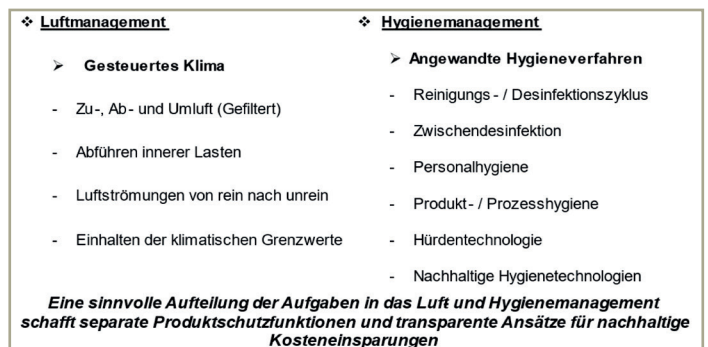 ❖ Luftmanagement
➢ Gesteuertes Klima
- Zu-, Ab- und Umluft (Gefiltert)
- Abführen innerer Lasten
- Luftströmungen von rein nach unrein
- Einhalten der klimatischen Grenzwerte
❖ Hygienemanagement
➢ Angewandte Hygieneverfahren
- Reinigungs- / Desinfektionszyklus
- Zwischendesinfektion
- Personalhygiene
- Produkt- / Prozesshygiene
- Hürdentechnologie
- Nachhaltige Hygienetechnologien
Eine sinnvolle Aufteilung der Aufgaben in das Luft und Hygienemanagement
schafft separate Produktschutzfunktionen und transparente Ansätze für nachhaltige
Kosteneinsparungen